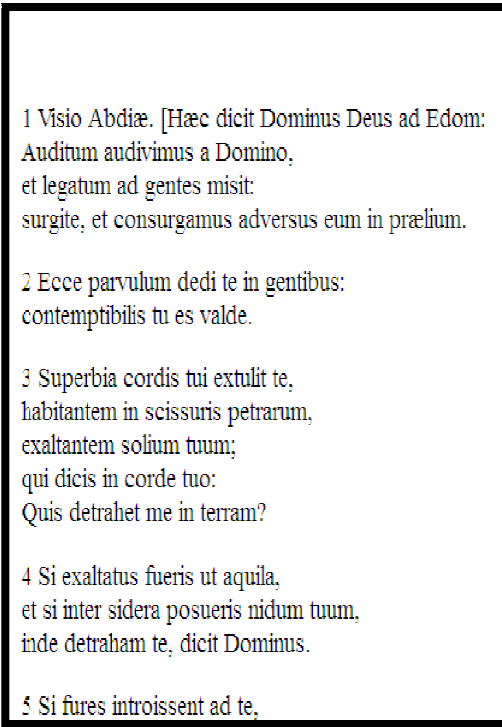 1 Visio Abdiæ. [Hæc dicit Dominus Deus ad Edom:
Auditum audivimus a Domino,
et legatum ad gentes misit:
surgite, et consurgamus adversus eum in prælium.
2 Ecce parvulum dedi te in gentibus:
contemptibilis tu es valde.
3 Superbia cordis tui extulit te,
habitantem in scissuris petrarum,
exaltantem solium tuum;
qui dicis in corde tuo:
Quis detrahet me in terram?
4 Si exaltatus fueris ut aquila,
et si inter sidera posueris nidum tuum,
inde detraham te, dicit Dominus.
5 Si fures introissent ad te,